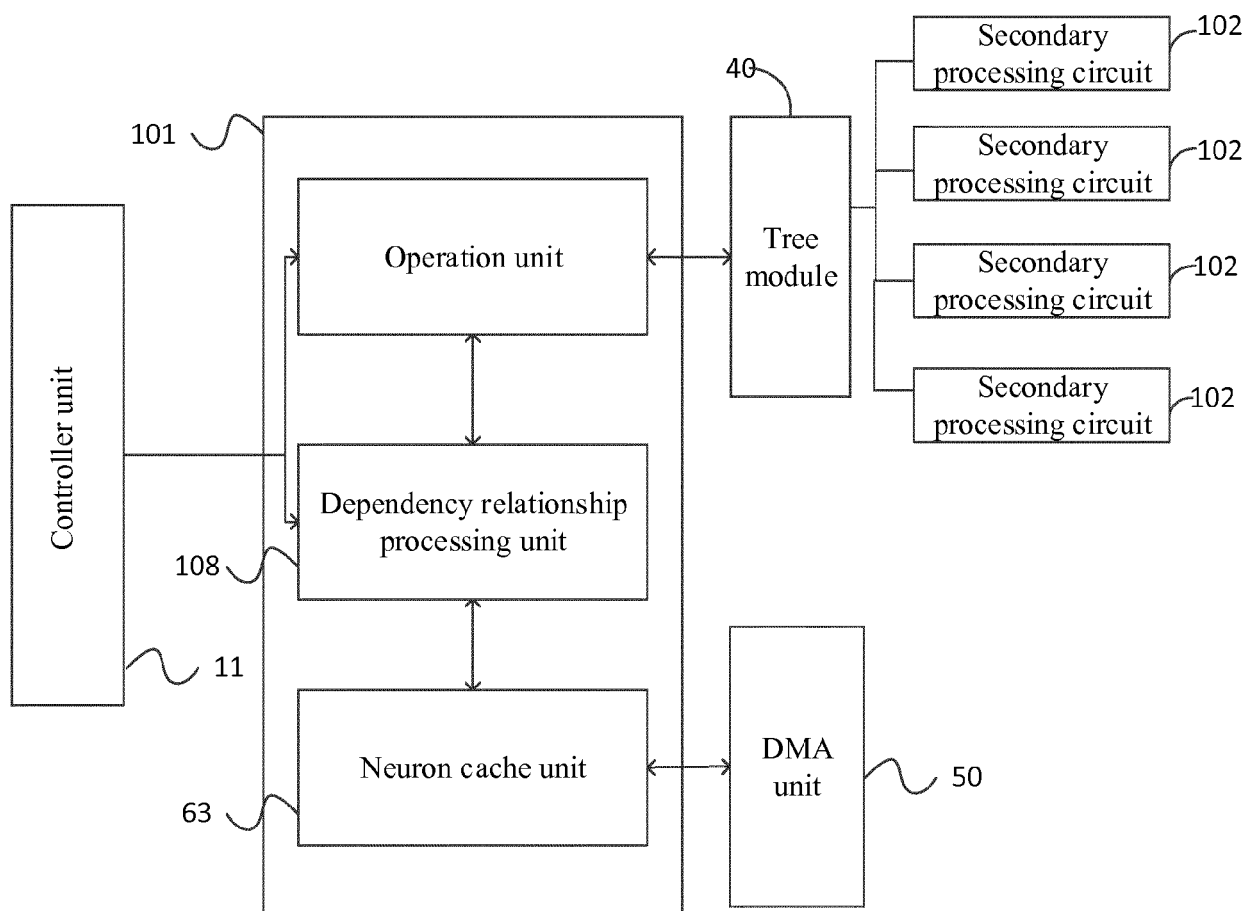 Secondary
processing circuit
102
40
Secondary
processing circuit
102
101
Operation unit
Tree
module
Secondary
processing circuit
102
Controller unit
Secondary
processing circuit
102
Dependency relationship
processing unit
108
11
Neuron cache unit
DMA
unit
50
63